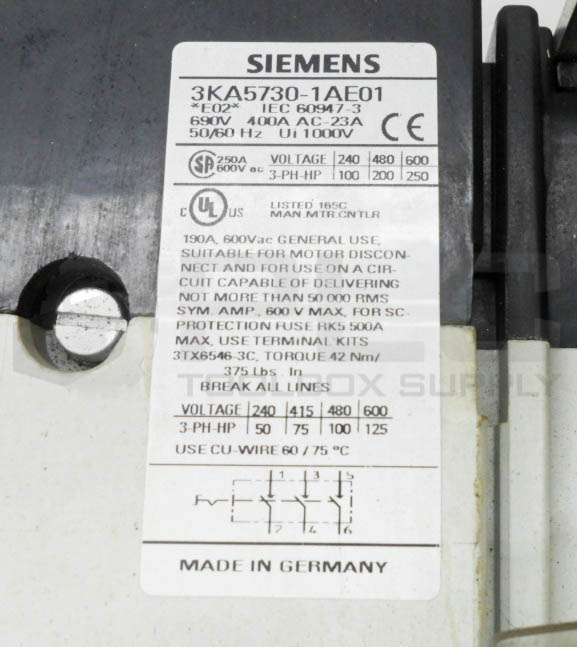 SIEMENS
3KA5730-1AE01
*E02* IEC 60947-3
690V 400A AC-23A
50/60 Hz Ui 1000V CE
SA 250A 600V ac
VOLTAGE 240 480 600
3-PH-HP 100 200 250
C UL US
LISTED 165C
MAN.MTR.CNTLR
190A, 600Vac GENERAL USE,
SUITABLE FOR MOTOR DISCON-
NECT AND FOR USE ON A CIR-
CUIT CAPABLE OF DELIVERING
NOT MORE THAN 50 000 RMS
SYM. AMP., 600 V MAX. FOR SC-
PROTECTION FUSE RK5 500A
MAX. USE TERMINAL KITS
3TX6546-3C, TORQUE 42 Nm/
375 Lbs. In
BREAK ALL LINES
VOLTAGE 240 415 480 600
3-PH-HP 50 75 100 125
USE CU-WIRE 60 / 75 °C
1 3 5
2 4 6
MADE IN GERMANY
TOOLBOX SUPPLY